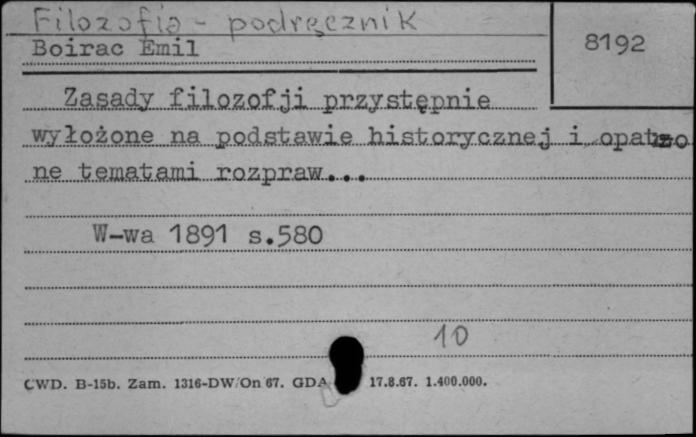 Filozofia - podręcznik
Boirac Emil
8192
Zasady filozofji przystępnie
wyłożone na podstawie historycznej i opatrzo
ne tematami rozpraw...
W-wa 1891 s.580
10
CWD. B-15b. Zam. 1316-DW/On 67. GDA 17.8.67. 1.400.000.